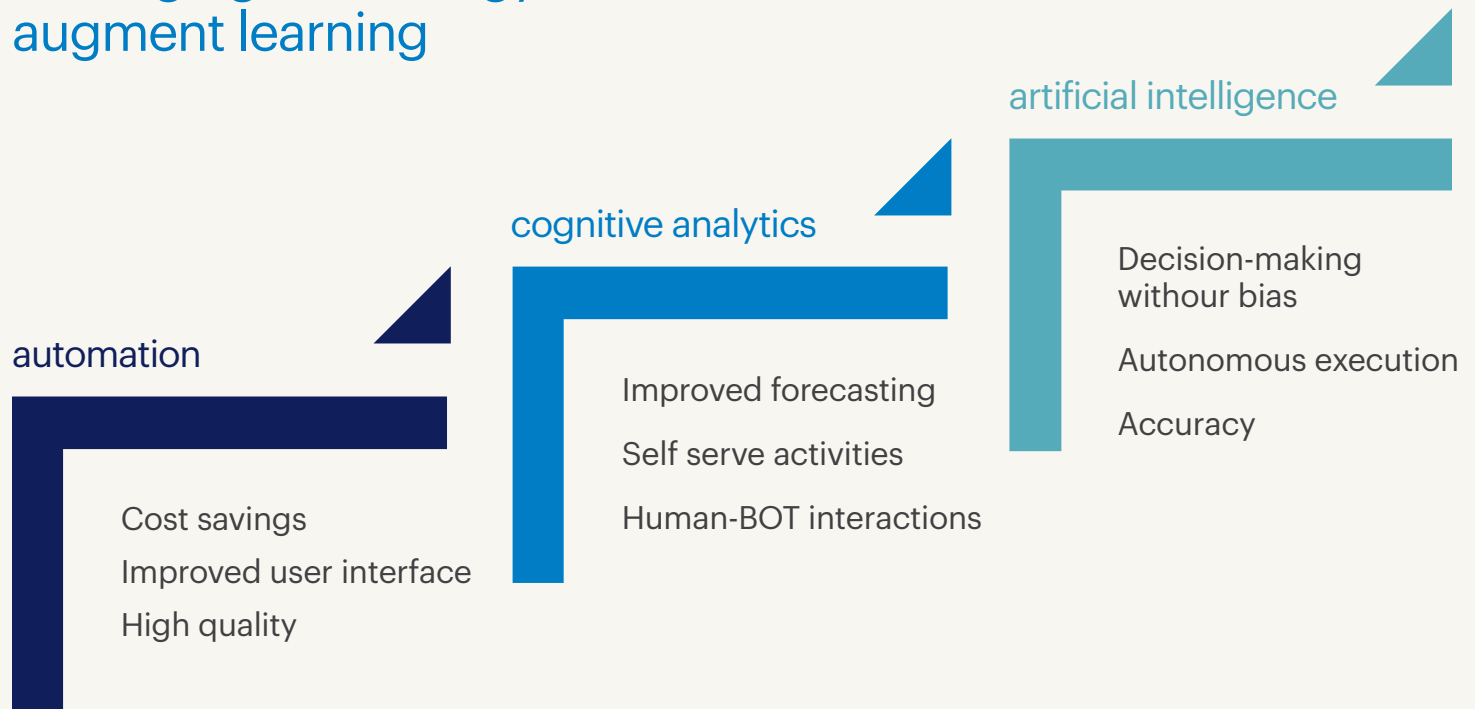 augment learning
automation
Cost savings
Improved user interface
High quality
cognitive analytics
Improved forecasting
Self serve activities
Human-BOT interactions
artificial intelligence
Decision-making
withour bias
Autonomous execution
Accuracy